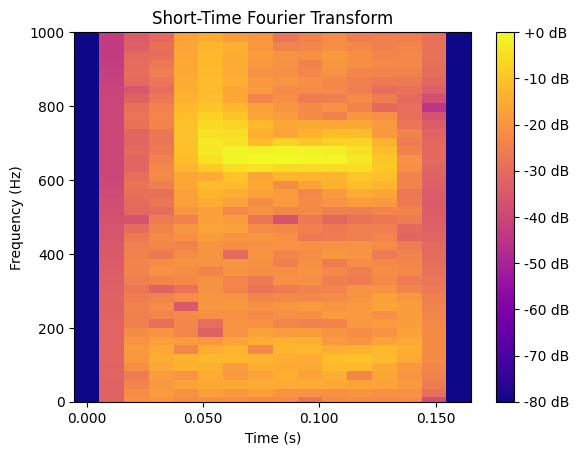 Short-Time Fourier Transform
1000
800
600
400
200
0
Frequency (Hz)
0.000
0.050
0.100
0.150
Time (s)
+0 dB
-10 dB
-20 dB
-30 dB
-40 dB
-50 dB
-60 dB
-70 dB
-80 dB